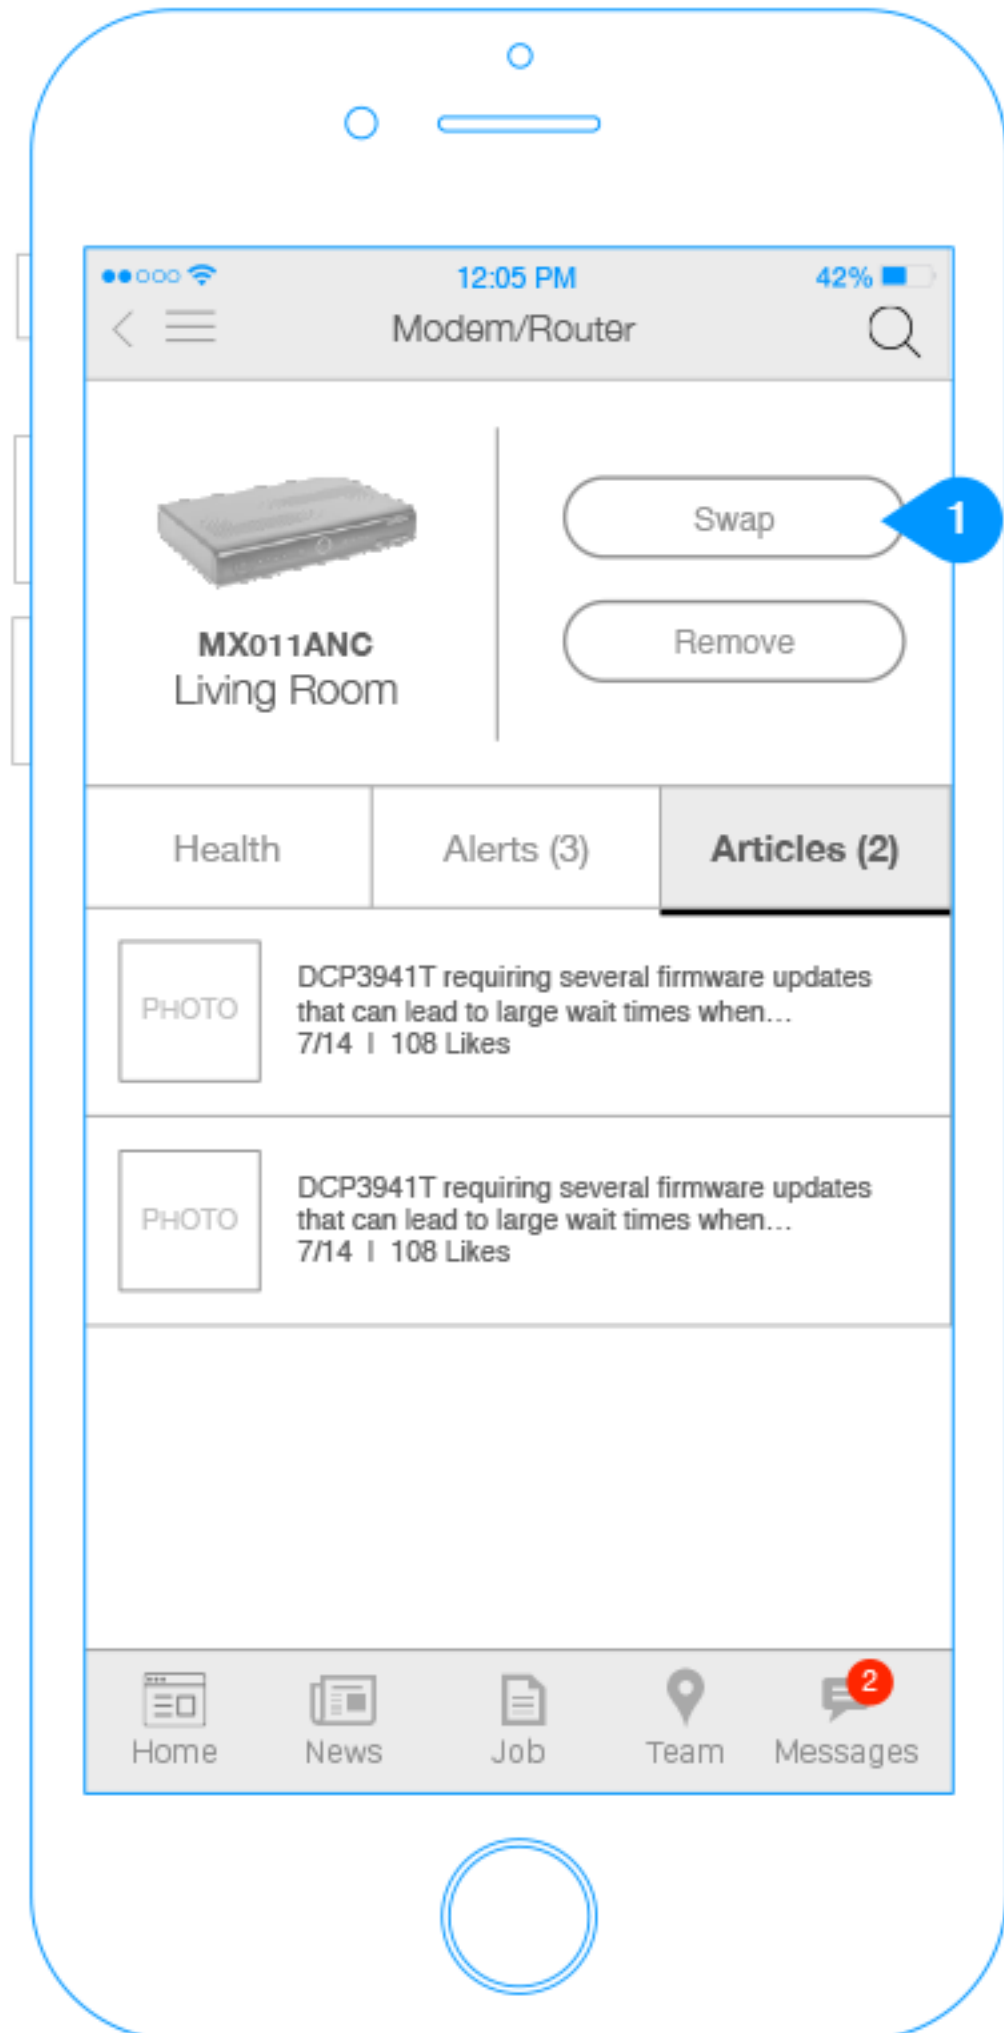 12:05 PM
42%
Modem/Router
Swap
1
Remove
MX011ANC
Living Room
Health
Alerts (3)
Articles (2)
PHOTO
DCP3941T requiring several firmware updates
that can lead to large wait times when...
7/14 | 108 Likes
PHOTO
DCP3941T requiring several firmware updates
that can lead to large wait times when...
7/14 | 108 Likes
2
Home
News
Job
Team
Messages